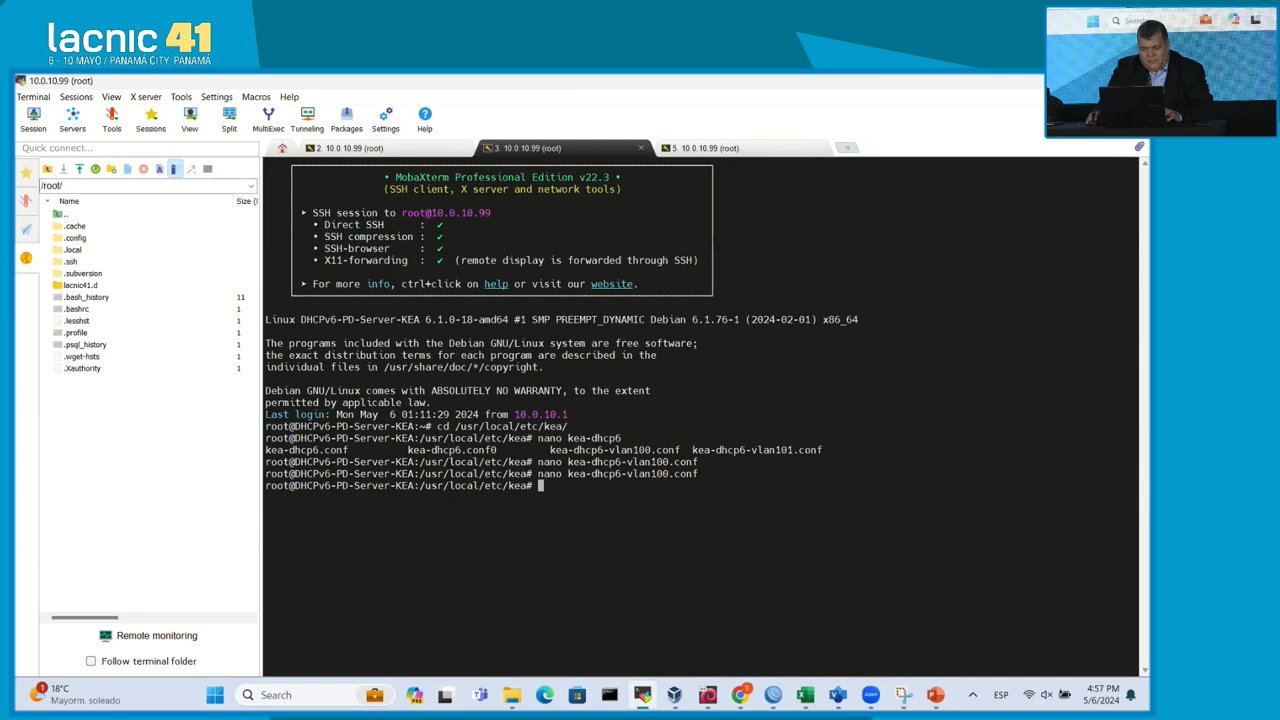 lacnic 41
6 - 10 MAYO / PANAMÁ CITY, PANAMÁ
10.0.10.99 (root)
Terminal Sessions View X server Tools Settings Macros Help
Session Servers Tools Sessions View Split MultiExec Tunneling Packages Settings Help
Quick connect...
2. 10.0.10.99 (root) 3. 10.0.10.99 (root) 5. 10.0.10.99 (root)
/root/
Name Size (
..
.cache
.config
.local
.ssh
.subversion
lacnic41.d
.bash_history 11
.bashrc 1
.lesshst 1
.profile 1
.psql_history 1
.wget-hsts 1
.Xauthority 1
Remote monitoring
Follow terminal folder
• MobaXterm Professional Edition v22.3 •
(SSH client, X server and network tools)
➤ SSH session to root@10.0.10.99
• Direct SSH : ✔
• SSH compression : ✔
• SSH-browser : ✔
• X11-forwarding : ✔ (remote display is forwarded through SSH)
➤ For more info, ctrl+click on help or visit our website.
Linux DHCPv6-PD-Server-KEA 6.1.0-18-amd64 #1 SMP PREEMPT_DYNAMIC Debian 6.1.76-1 (2024-02-01) x86_64
The programs included with the Debian GNU/Linux system are free software;
the exact distribution terms for each program are described in the
individual files in /usr/share/doc/*/copyright.
Debian GNU/Linux comes with ABSOLUTELY NO WARRANTY, to the extent
permitted by applicable law.
Last login: Mon May  6 01:11:29 2024 from 10.0.10.1
root@DHCPv6-PD-Server-KEA:~# cd /usr/local/etc/kea/
root@DHCPv6-PD-Server-KEA:/usr/local/etc/kea# nano kea-dhcp6
kea-dhcp6.conf kea-dhcp6.conf0 kea-dhcp6-vlan100.conf kea-dhcp6-vlan101.conf
root@DHCPv6-PD-Server-KEA:/usr/local/etc/kea# nano kea-dhcp6-vlan100.conf
root@DHCPv6-PD-Server-KEA:/usr/local/etc/kea# nano kea-dhcp6-vlan100.conf
root@DHCPv6-PD-Server-KEA:/usr/local/etc/kea#
1 18°C
Mayorm. soleado
Search
ESP
4:57 PM
5/6/2024